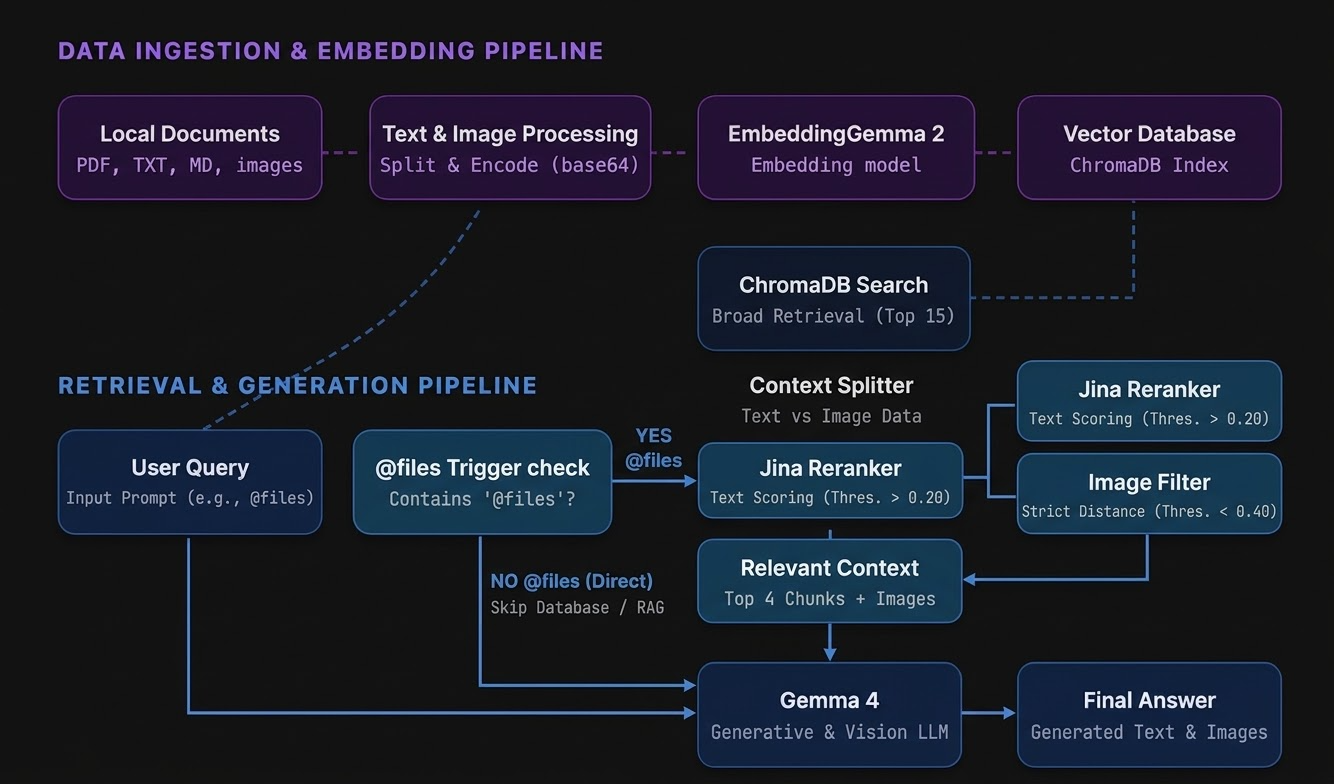 DATA INGESTION & EMBEDDING PIPELINE
Local Documents
PDF, TXT, MD, images
Text & Image Processing
Split & Encode (base64)
EmbeddingGemma 2
Embedding model
Vector Database
ChromaDB Index
ChromaDB Search
Broad Retrieval (Top 15)
RETRIEVAL & GENERATION PIPELINE
Context Splitter
Text vs Image Data
Jina Reranker
Text Scoring (Thres. > 0.20)
User Query
Input Prompt (e.g., @files)
@files Trigger check
Contains '@files'?
YES
@files
Jina Reranker
Text Scoring (Thres. > 0.20)
Image Filter
Strict Distance (Thres. < 0.40)
NO @files (Direct)
Skip Database / RAG
Relevant Context
Top 4 Chunks + Images
Gemma 4
Generative & Vision LLM
Final Answer
Generated Text & Images